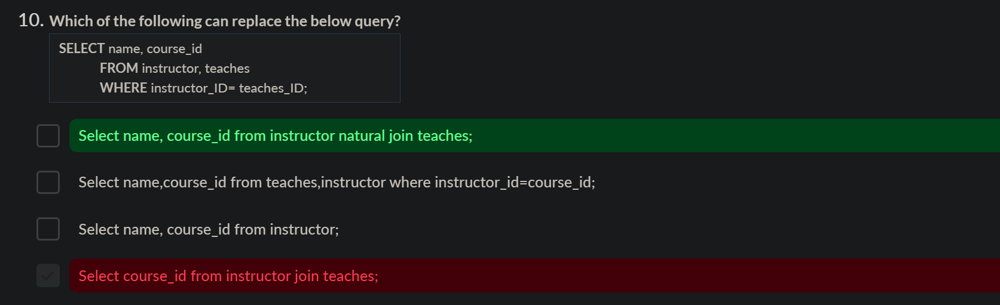 10. Which of the following can replace the below query?
SELECT name, course_id
FROM instructor, teaches
WHERE instructor_ID= teaches_ID;
Select name, course_id from instructor natural join teaches;
Select name,course_id from teaches,instructor where instructor_id=course_id;
Select name, course_id from instructor;
Select course_id from instructor join teaches;